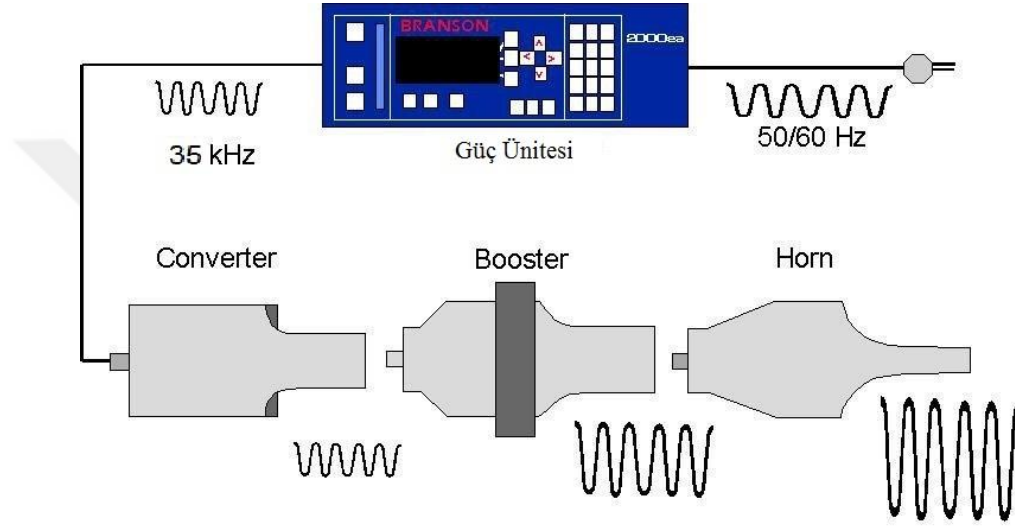 BRANSON
2000ea
35 kHz
Güç Ünitesi
50/60 Hz
Converter
Booster
Horn